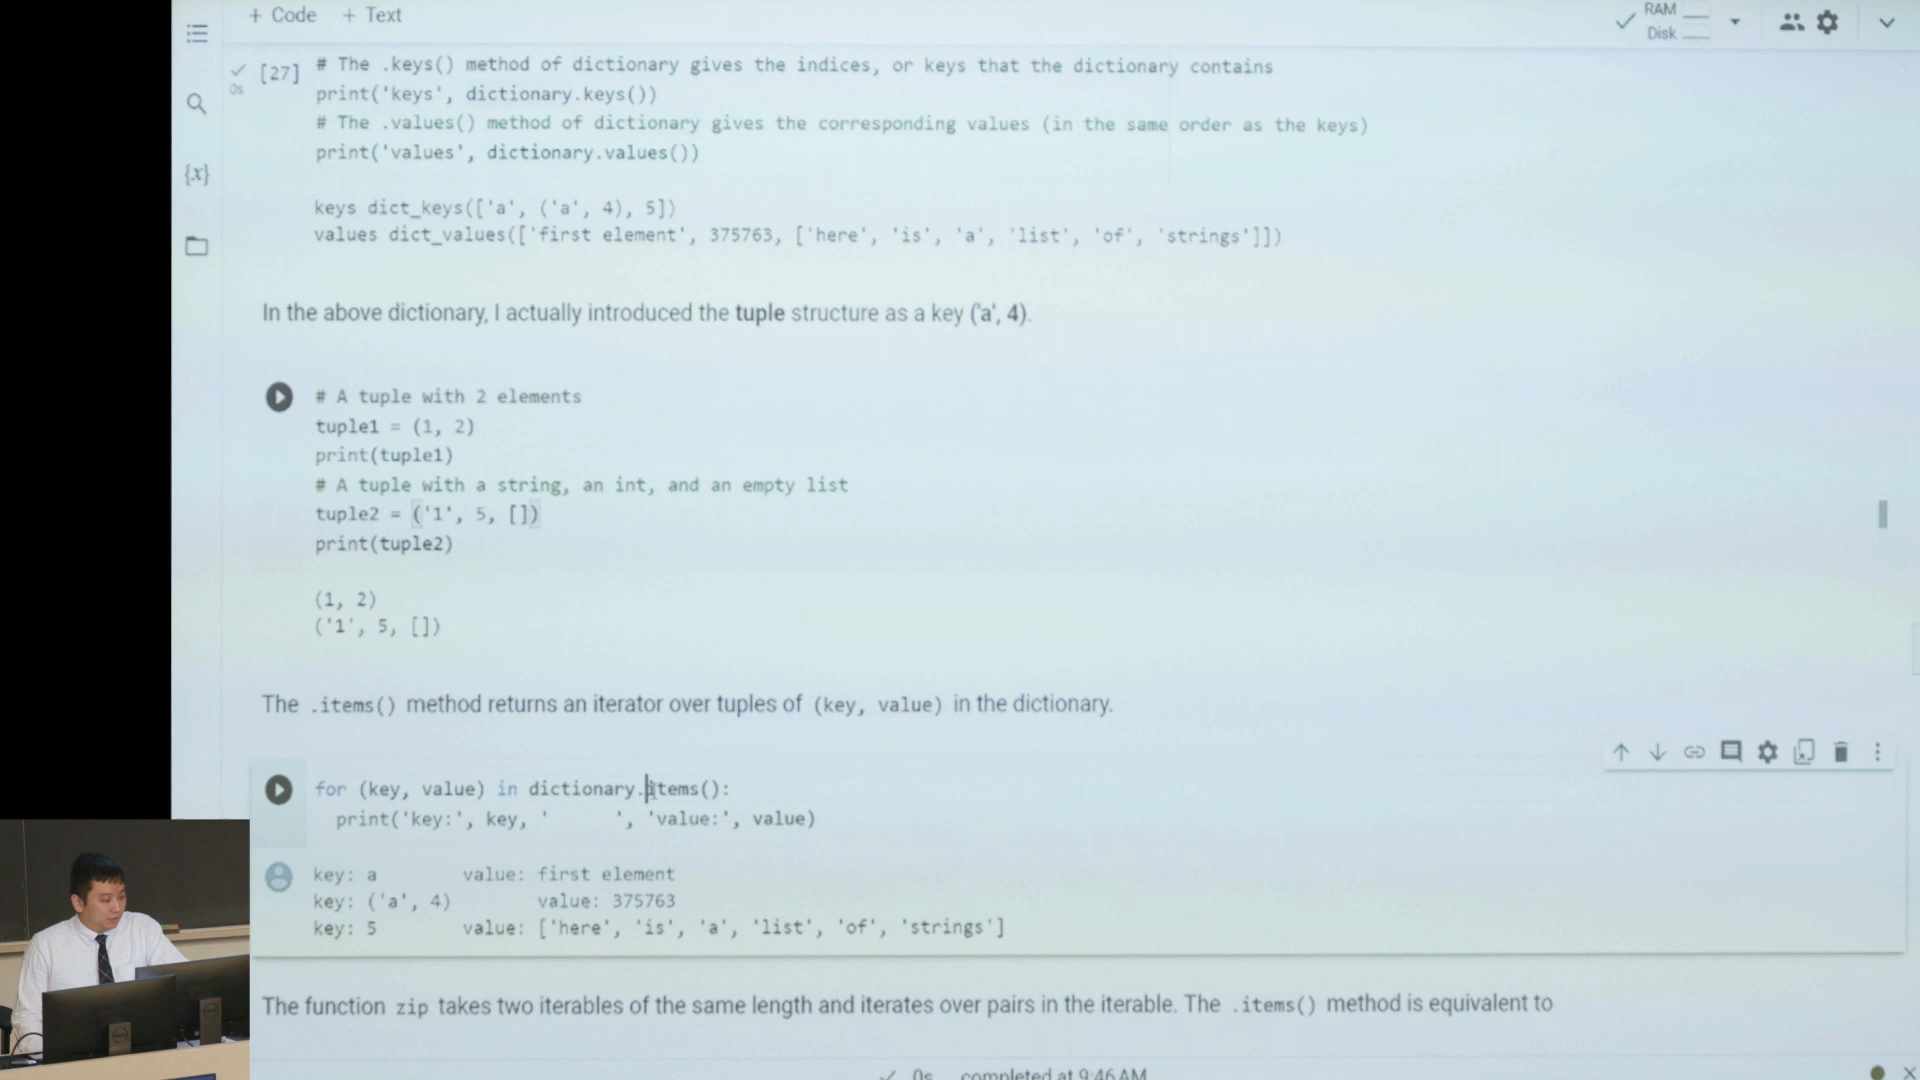 + Code + Text
RAM
Disk
[27]
0s
# The .keys() method of dictionary gives the indices, or keys that the dictionary contains
print('keys', dictionary.keys())
# The .values() method of dictionary gives the corresponding values (in the same order as the keys)
print('values', dictionary.values())
{x}
keys dict_keys(['a', ('a', 4), 5])
values dict_values(['first element', 375763, ['here', 'is', 'a', 'list', 'of', 'strings']])
In the above dictionary, I actually introduced the tuple structure as a key ('a', 4).
# A tuple with 2 elements
tuple1 = (1, 2)
print(tuple1)
# A tuple with a string, an int, and an empty list
tuple2 = ('1', 5, [])
print(tuple2)
(1, 2)
('1', 5, [])
The .items() method returns an iterator over tuples of (key, value) in the dictionary.
for (key, value) in dictionary.items():
print('key:', key, '       ', 'value:', value)
key: a        value: first element
key: ('a', 4)        value: 375763
key: 5        value: ['here', 'is', 'a', 'list', 'of', 'strings']
The function zip takes two iterables of the same length and iterates over pairs in the iterable. The .items() method is equivalent to
0s completed at 9:46 AM